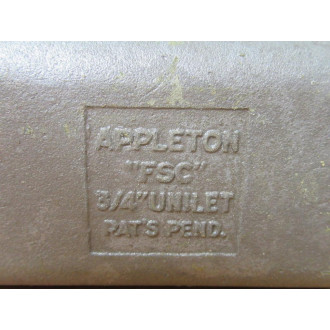 APPLETON
"FSC"
3/4" UNILET
PAT'S PEND.